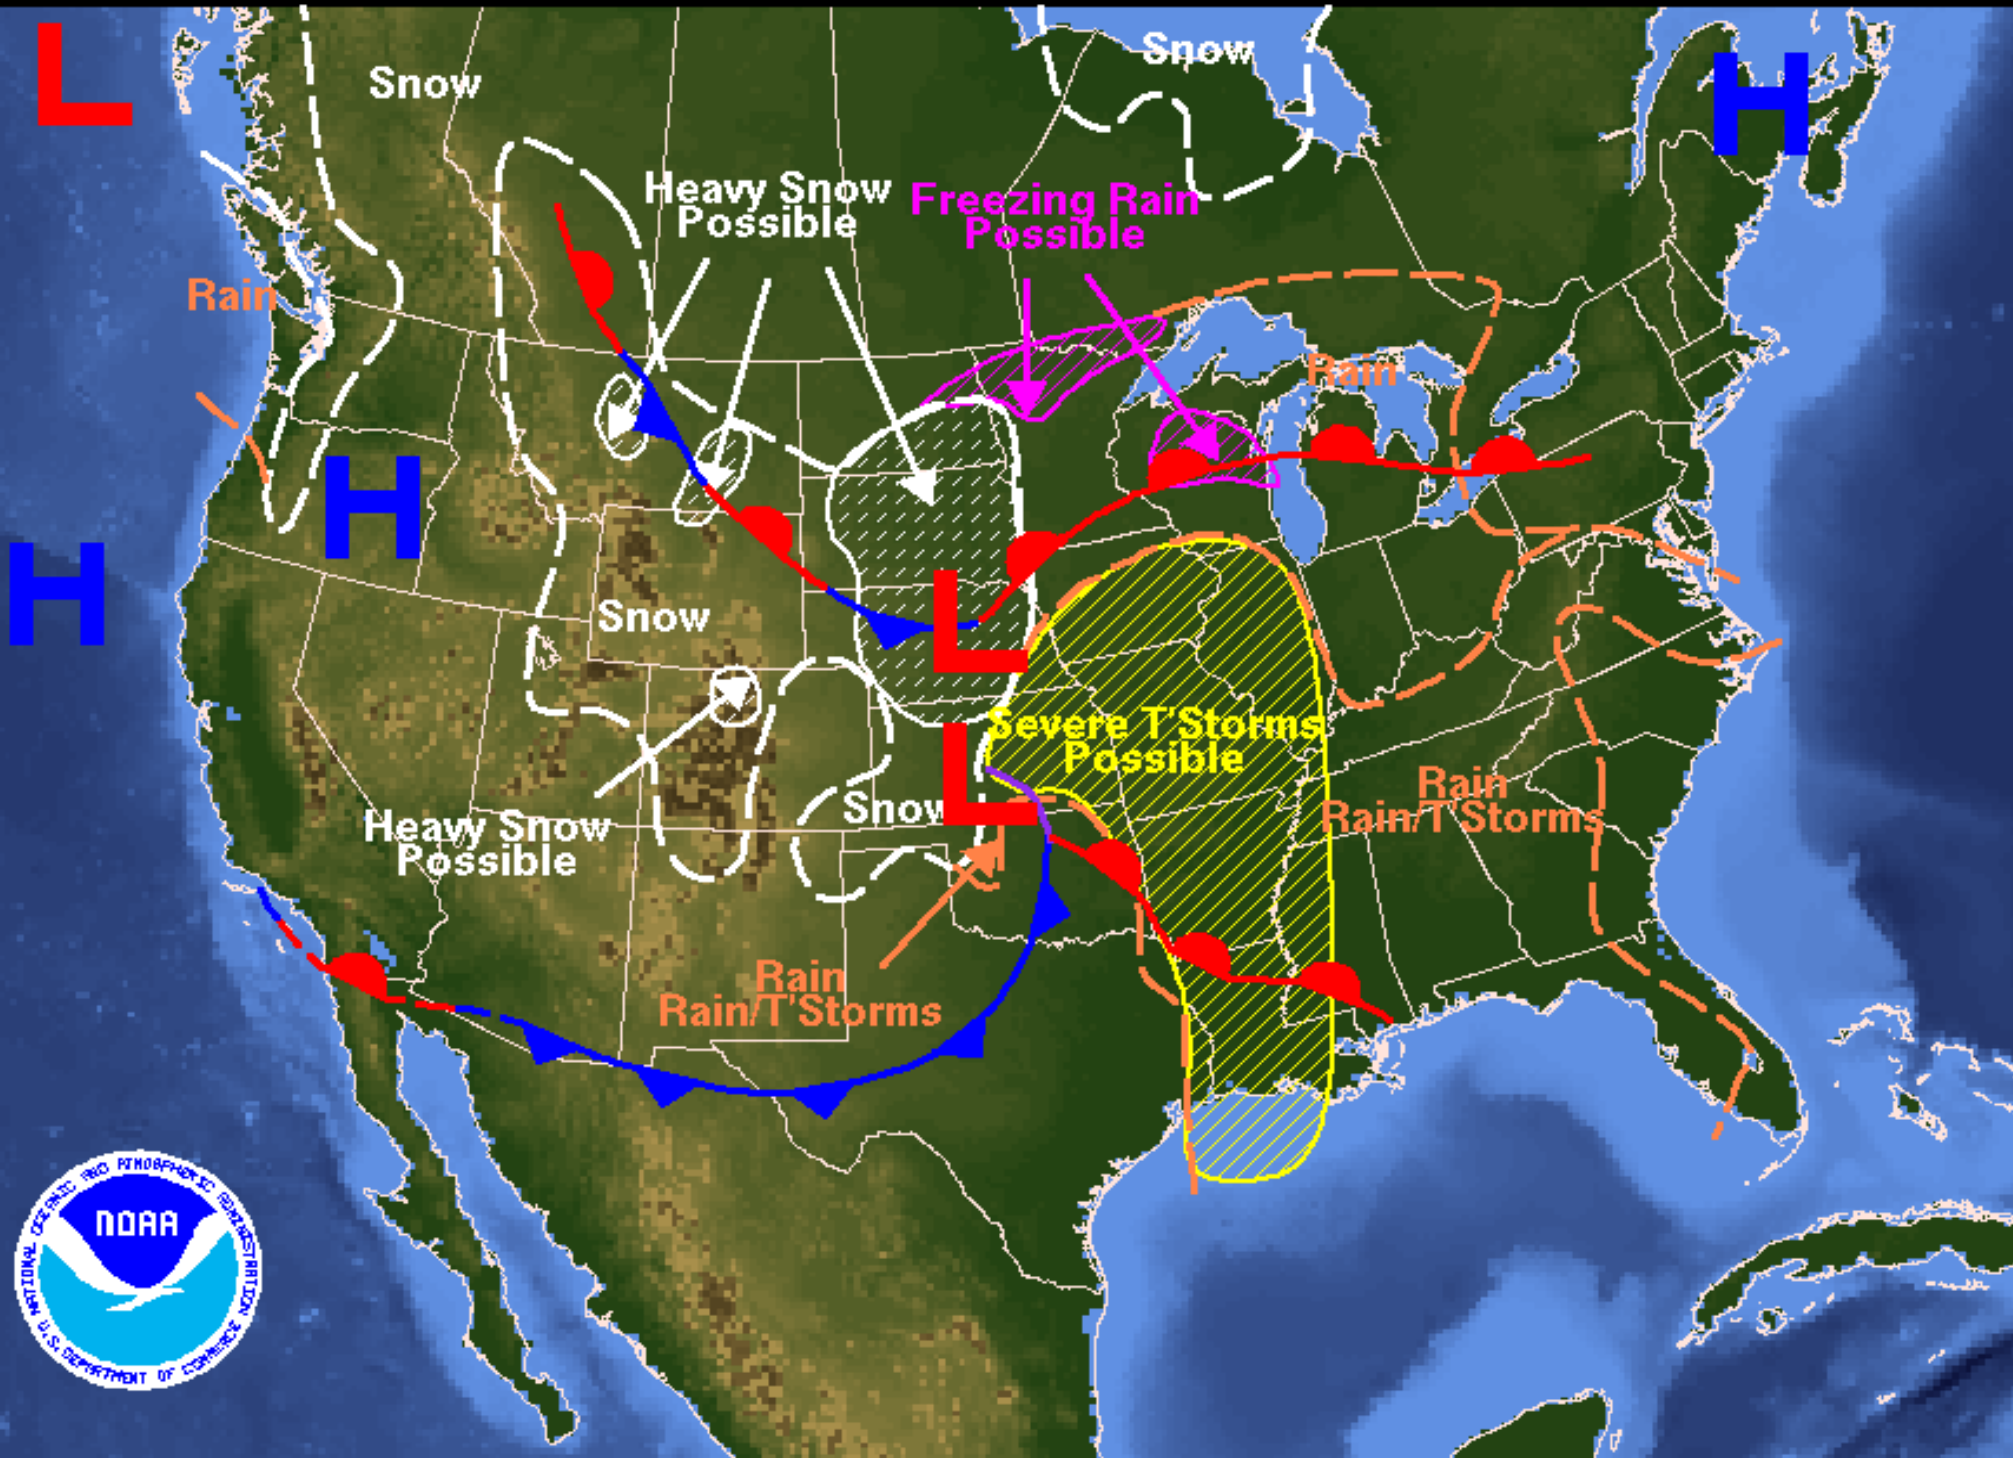 L
Snow
Snow
H
Heavy Snow
Possible
Freezing Rain
Possible
Rain
Rain
H
H
Snow
L
Severe T'Storms
Possible
L
Snow
Heavy Snow
Possible
Rain
Rain/T'Storms
Rain
Rain/T'Storms
NATIONAL OCEANIC AND ATMOSPHERIC ADMINISTRATION
NOAA
U.S. DEPARTMENT OF COMMERCE